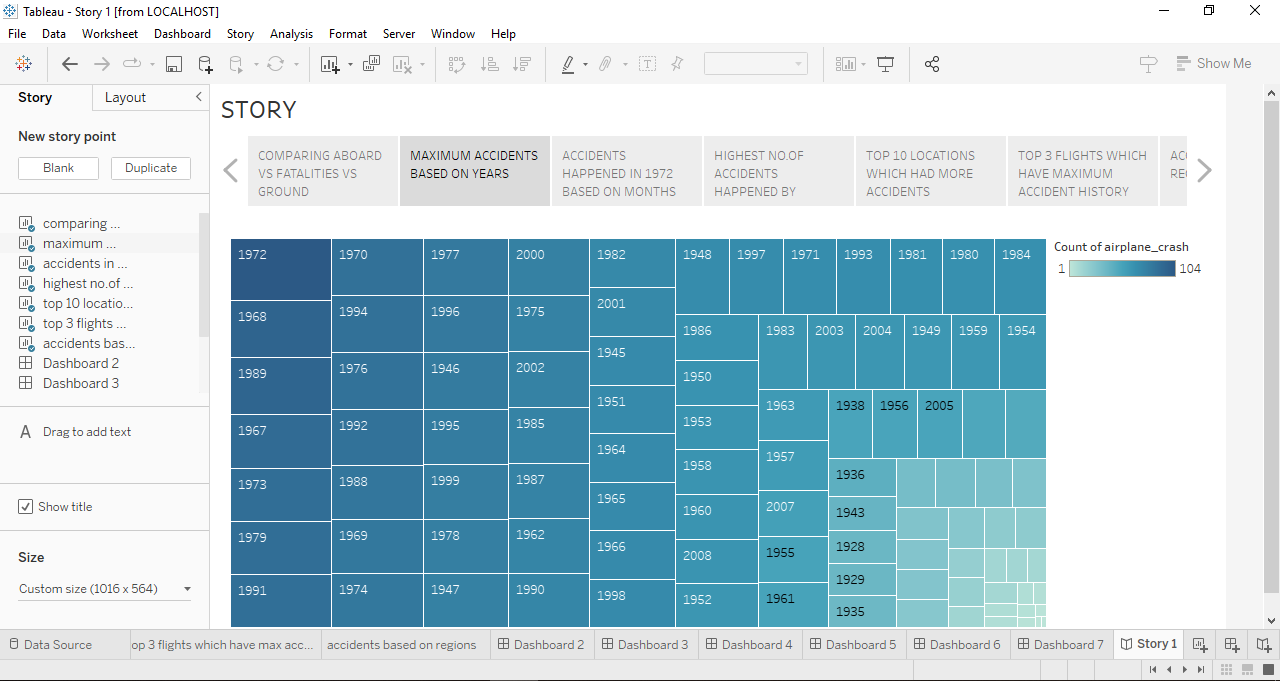 Tableau - Story 1 [from LOCALHOST]
File Data Worksheet Dashboard Story Analysis Format Server Window Help
Show Me
Story Layout
New story point
Blank Duplicate
comparing ...
maximum ...
accidents in ...
highest no.of ...
top 10 locatio...
top 3 flights ...
accidents bas...
Dashboard 2
Dashboard 3
A Drag to add text
Show title
Size
Custom size (1016 x 564)
STORY
COMPARING ABOARD
VS FATALITIES VS
GROUND
MAXIMUM ACCIDENTS
BASED ON YEARS
ACCIDENTS
HAPPENED IN 1972
BASED ON MONTHS
HIGHEST NO.OF
ACCIDENTS
HAPPENED BY
TOP 10 LOCATIONS
WHICH HAD MORE
ACCIDENTS
TOP 3 FLIGHTS WHICH
HAVE MAXIMUM
ACCIDENT HISTORY
1972
1968
1989
1967
1973
1979
1991
1970
1994
1976
1992
1988
1969
1974
1977
1996
1946
1995
1999
1978
1947
2000
1975
2002
1985
1987
1962
1990
1982
2001
1945
1951
1964
1965
1966
1998
1948 1997 1971 1993 1981 1980 1984
1986
1950
1953
1958
1960
2008
1952
1983 2003 2004 1949 1959 1954
1963
1957
2007
1955
1961
1938 1956 2005
1936
1943
1928
1929
1935
Count of airplane_crash
1 104
Data Source op 3 flights which have max acc... accidents based on regions Dashboard 2 Dashboard 3 Dashboard 4 Dashboard 5 Dashboard 6 Dashboard 7 Story 1